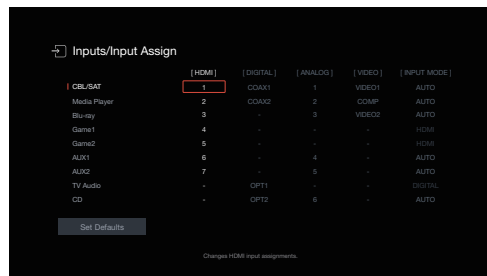 Inputs/Input Assign
[ HDMI ] [ DIGITAL ] [ ANALOG ] [ VIDEO ] [ INPUT MODE ]
CBL/SAT 1 COAX1 1 VIDEO1 AUTO
Media Player 2 COAX2 2 COMP AUTO
Blu-ray 3 - 3 VIDEO2 AUTO
Game1 4 - - - HDMI
Game2 5 - - - HDMI
AUX1 6 - 4 - AUTO
AUX2 7 - 5 - AUTO
TV Audio - OPT1 - - DIGITAL
CD - OPT2 6 - AUTO
Set Defaults
Changes HDMI input assignments.